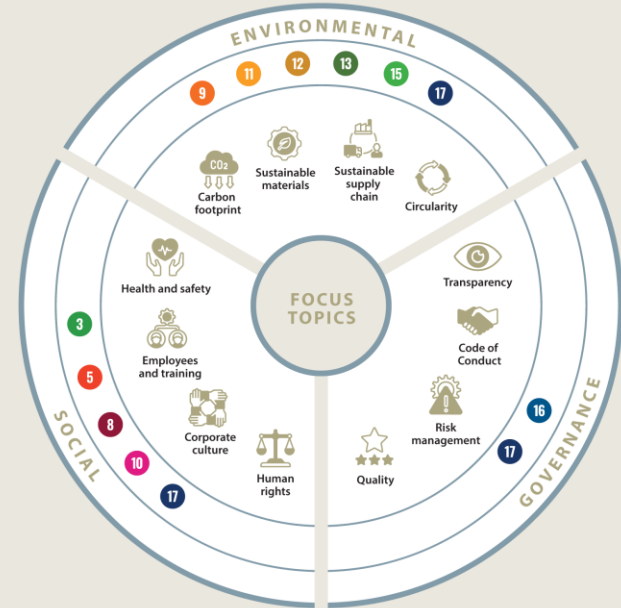 ENVIRONMENTAL
9
11
12
13
15
17
CO₂
Carbon
footprint
Sustainable
materials
Sustainable
supply
chain
Circularity
FOCUS
TOPICS
Health and safety
Employees
and training
Corporate
culture
Human
rights
3
5
8
10
17
SOCIAL
Transparency
Code of
Conduct
Risk
management
Quality
16
17
GOVERNANCE